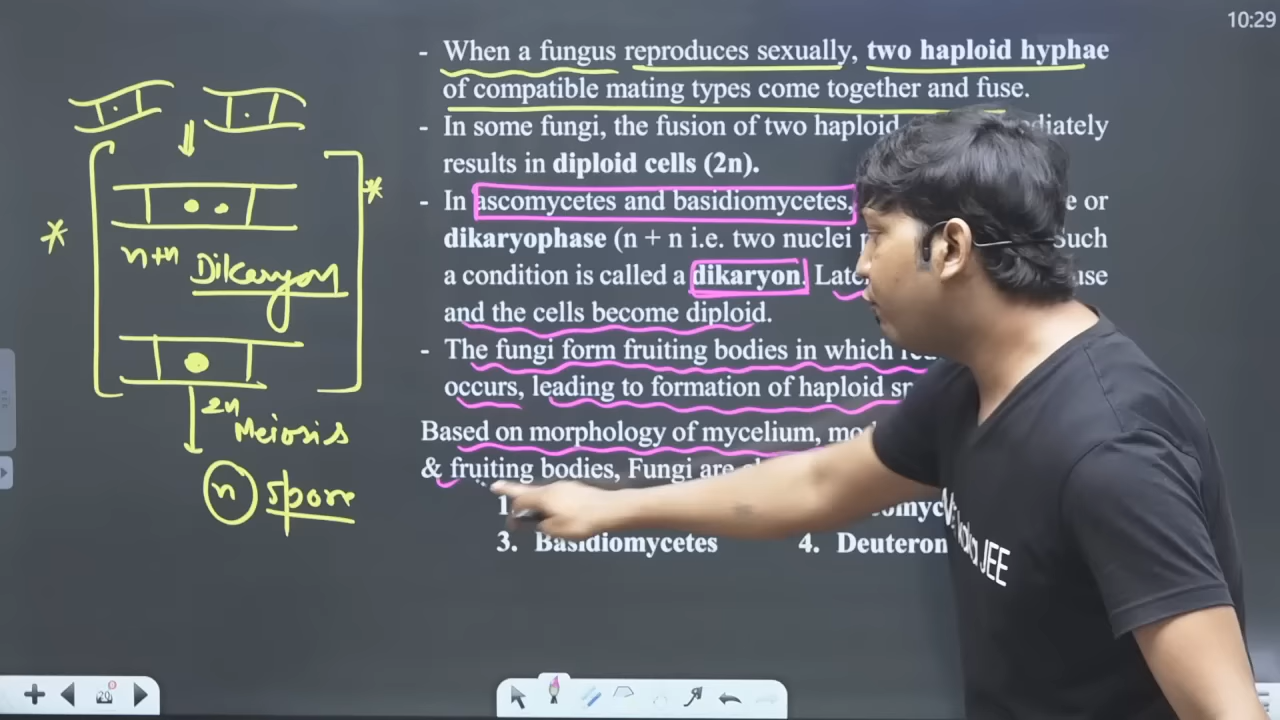 10:29
- When a fungus reproduces sexually, two haploid hyphae
of compatible mating types come together and fuse.
- In some fungi, the fusion of two haploid
results in diploid cells (2n).
- In ascomycetes and basidiomycetes, or
dikaryophase (n + n i.e. two nuclei Such
a condition is called a dikaryon.
and the cells become diploid.
- The fungi form fruiting bodies in which
occurs, leading to formation of haploid
Based on morphology of mycelium,
& fruiting bodies, Fungi are
1.
3. Basidiomycetes 4.
n+n Dikaryon
2n
Meiosis
n spore
JEE
20